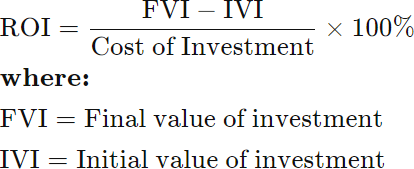 ROI = FVI − IVI / Cost of Investment × 100%
where:
FVI = Final value of investment
IVI = Initial value of investment